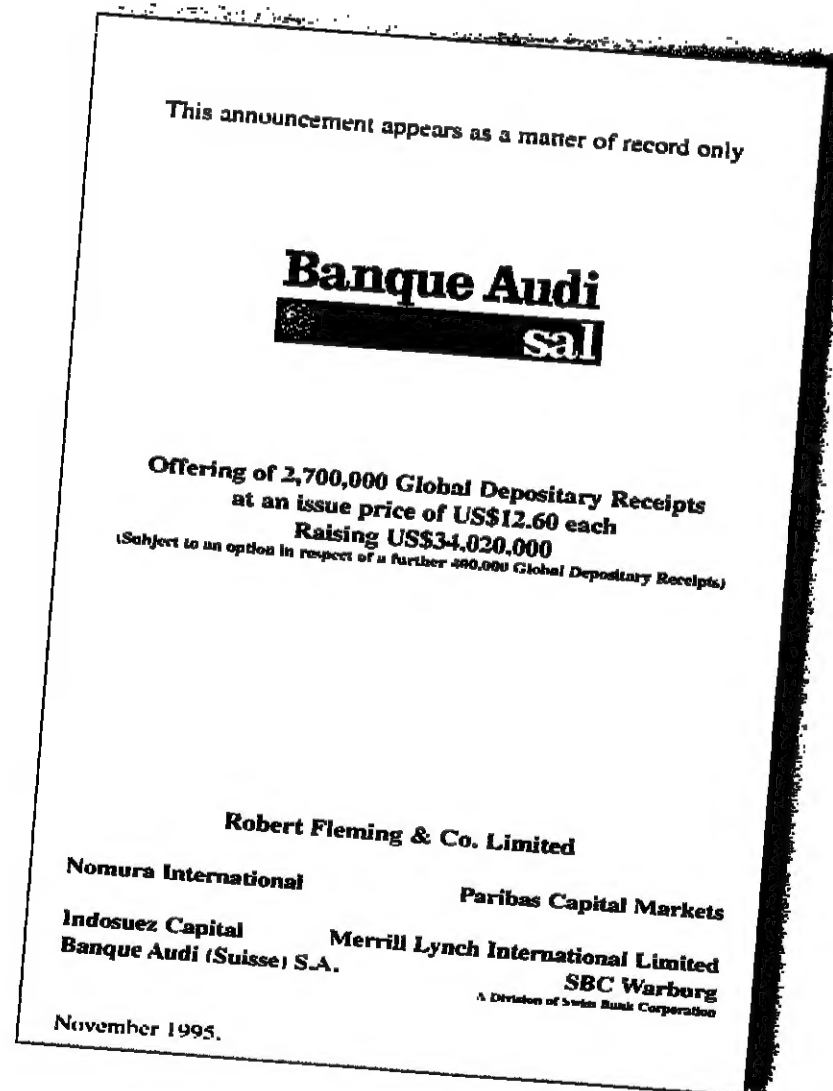 This announcement appears as a matter of record only
Banque Audi
sal
Offering of 2,700,000 Global Depositary Receipts
at an issue price of US$12.60 each
Raising US$34,020,000
(Subject to an option in respect of a further 400,000 Global Depositary Receipts)
Robert Fleming & Co. Limited
Nomura International
Paribas Capital Markets
Indosuez Capital
Merrill Lynch International Limited
Banque Audi (Suisse) S.A.
SBC Warburg
A Division of Swiss Bank Corporation
November 1995.